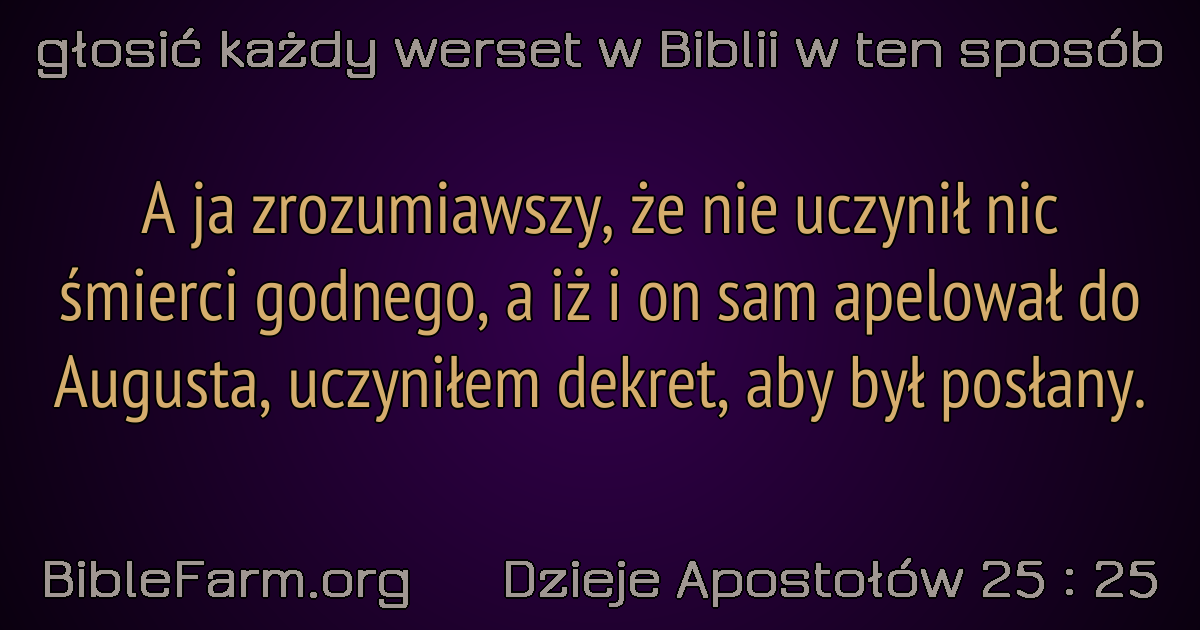 głosić każdy werset w Biblii w ten sposób
A ja zrozumiawszy, że nie uczynił nic
śmierci godnego, a iż i on sam apelował do
Augusta, uczyniłem dekret, aby był posłany.
BibleFarm.org Dzieje Apostołów 25 : 25